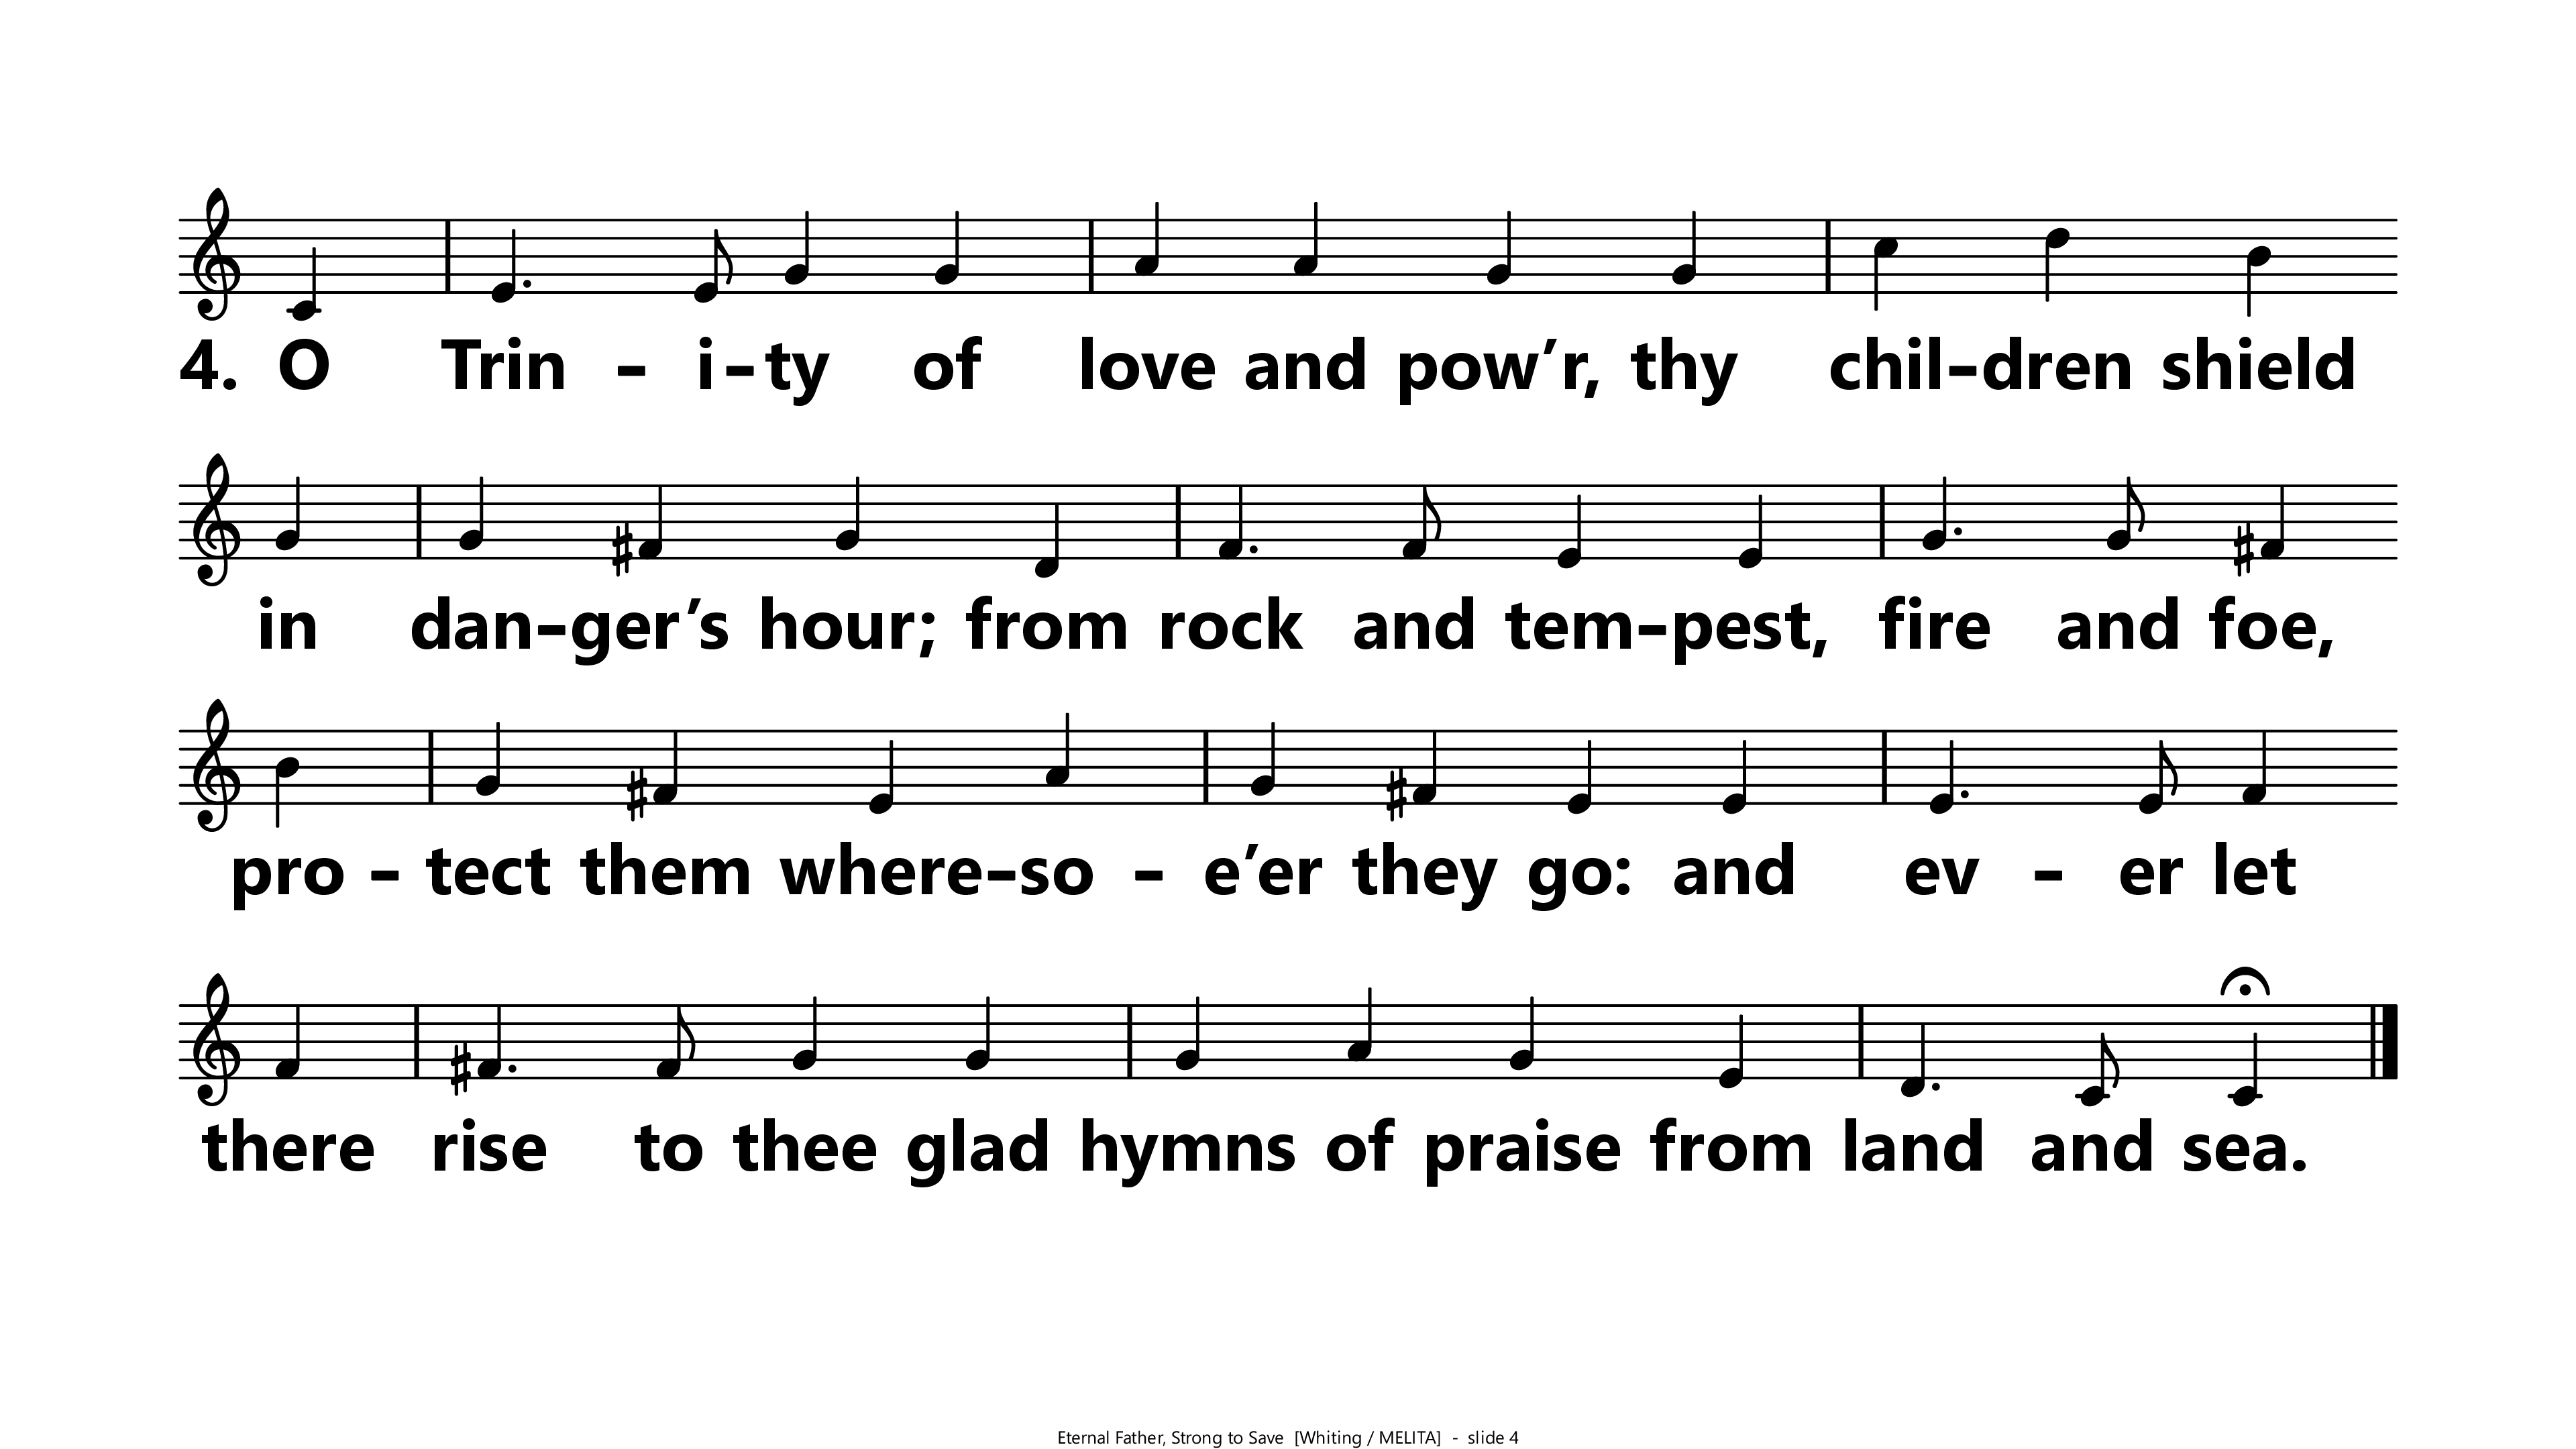 4. O Trin - i-ty of love and pow’r, thy chil-dren shield
in dan-ger’s hour; from rock and tem-pest, fire and foe,
pro - tect them where-so - e’er they go: and ev - er let
there rise to thee glad hymns of praise from land and sea.
Eternal Father, Strong to Save [Whiting / MELITA] - slide 4